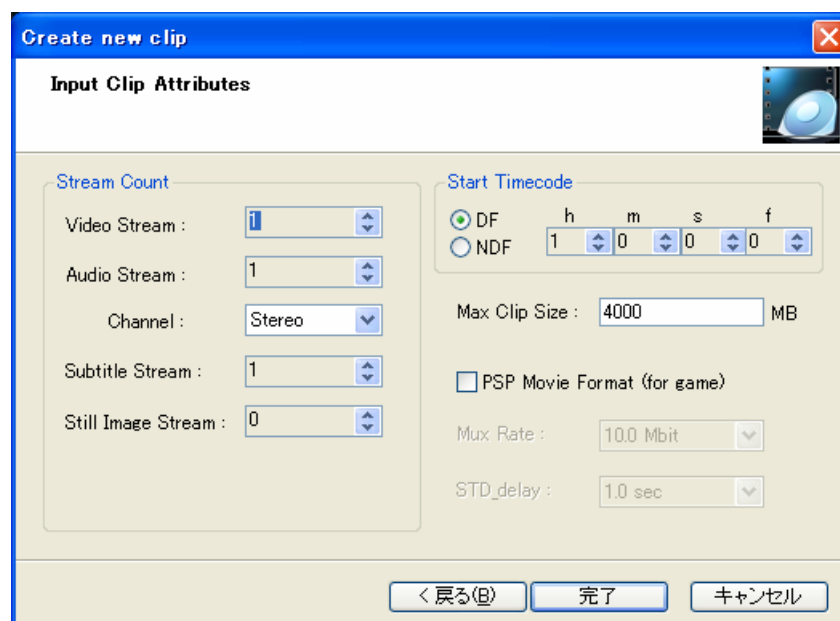 Create new clip
Input Clip Attributes
Stream Count
Video Stream : 1
Audio Stream : 1
Channel : Stereo
Subtitle Stream : 1
Still Image Stream : 0
Start Timecode
DF
NDF
h m s f
1 0 0 0
Max Clip Size : 4000 MB
PSP Movie Format (for game)
Mux Rate : 10.0 Mbit
STD_delay : 1.0 sec
< 戻る(B) 完了 キャンセル